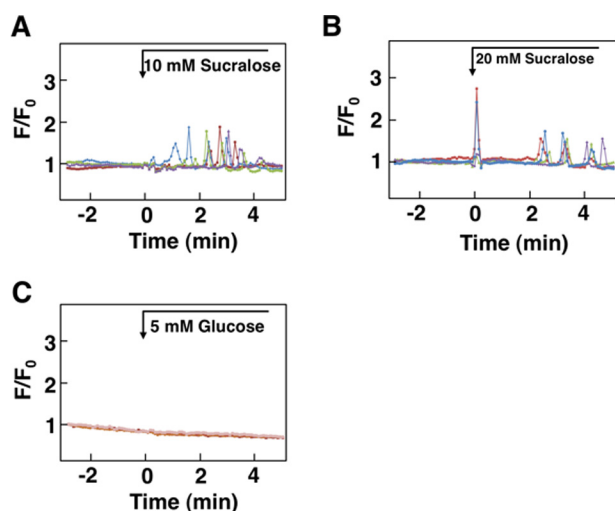 A
10 mM Sucralose
F/F0
3
2
1
-2 0 2 4
Time (min)
B
20 mM Sucralose
F/F0
3
2
1
-2 0 2 4
Time (min)
C
5 mM Glucose
F/F0
3
2
1
-2 0 2 4
Time (min)